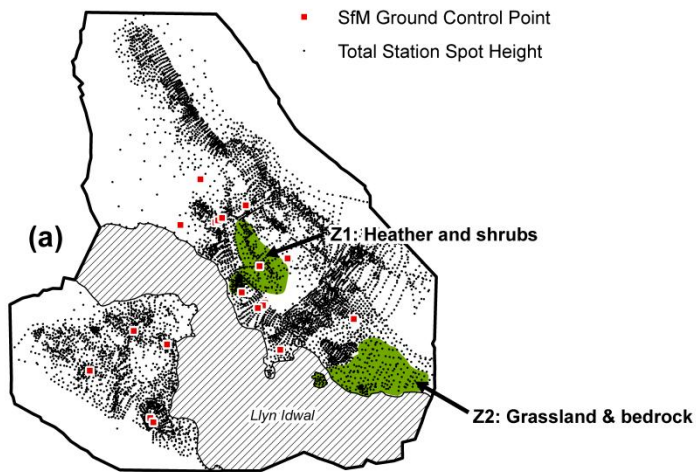 SfM Ground Control Point
Total Station Spot Height
(a)
Z1: Heather and shrubs
Llyn Idwal
Z2: Grassland & bedrock